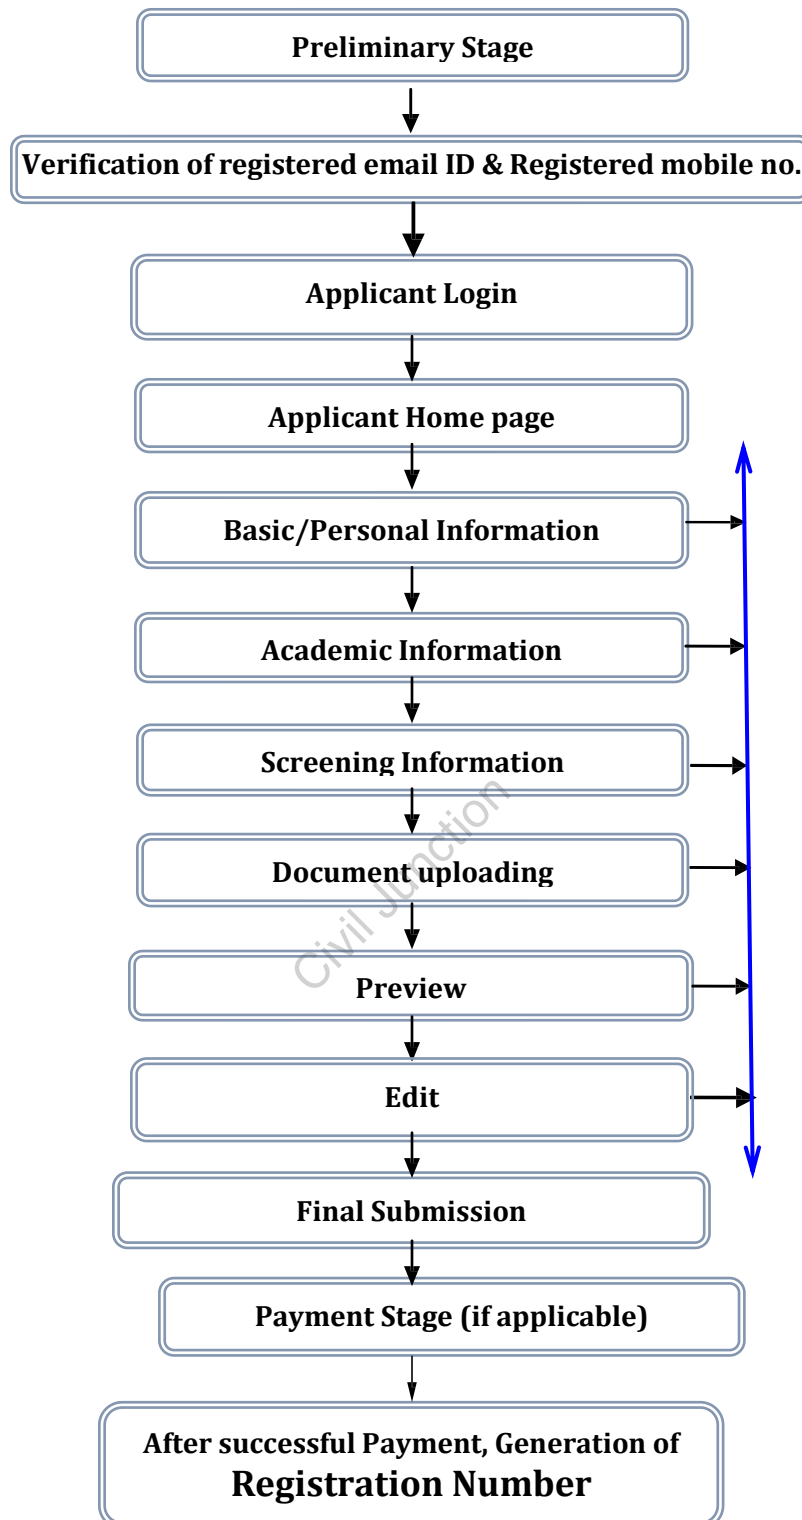 Preliminary Stage
Verification of registered email ID & Registered mobile no.
Applicant Login
Applicant Home page
Basic/Personal Information
Academic Information
Screening Information
Document uploading
Civil Junction
Preview
Edit
Final Submission
Payment Stage (if applicable)
After successful Payment, Generation of
Registration Number